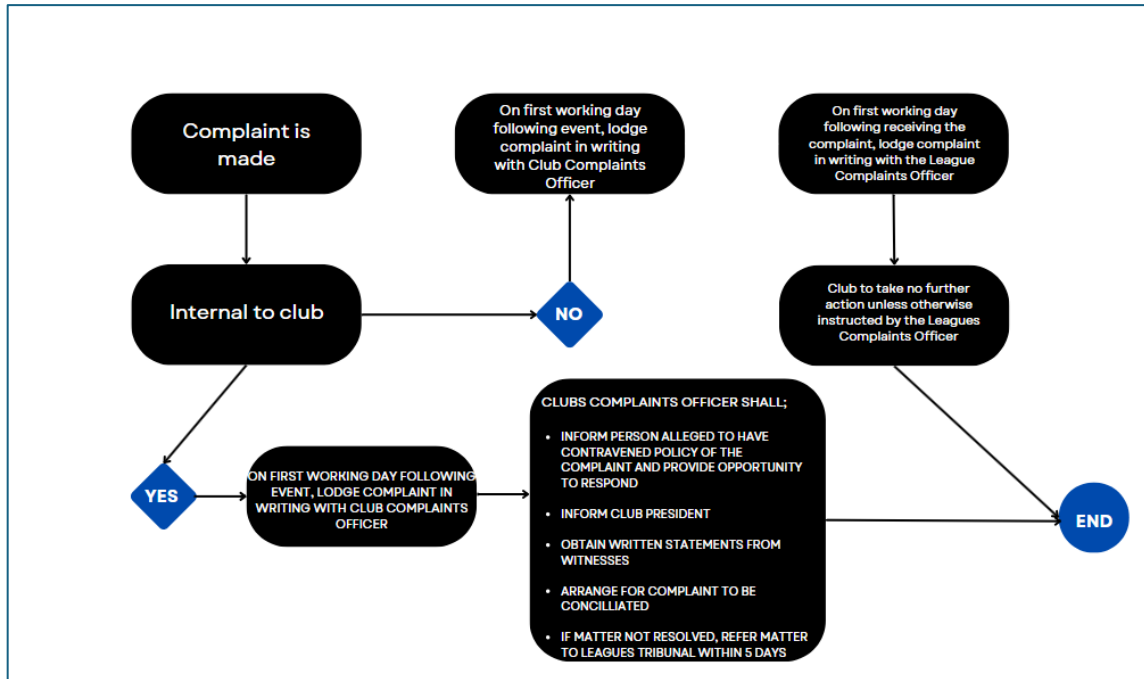 Complaint is
made
On first working day
following event, lodge
complaint in writing
with Club Complaints
Officer
On first working day
following receiving the
complaint, lodge complaint
in writing with the League
Complaints Officer
Internal to club
NO
Club to take no further
action unless otherwise
instructed by the Leagues
Complaints Officer
YES
ON FIRST WORKING DAY FOLLOWING
EVENT, LODGE COMPLAINT IN
WRITING WITH CLUB COMPLAINTS
OFFICER
CLUBS COMPLAINTS OFFICER SHALL;
• INFORM PERSON ALLEGED TO HAVE
CONTRAVENED POLICY OF THE
COMPLAINT AND PROVIDE OPPORTUNITY
TO RESPOND
• INFORM CLUB PRESIDENT
• OBTAIN WRITTEN STATEMENTS FROM
WITNESSES
• ARRANGE FOR COMPLAINT TO BE
CONCILLIATED
• IF MATTER NOT RESOLVED, REFER MATTER
TO LEAGUES TRIBUNAL WITHIN 5 DAYS
END